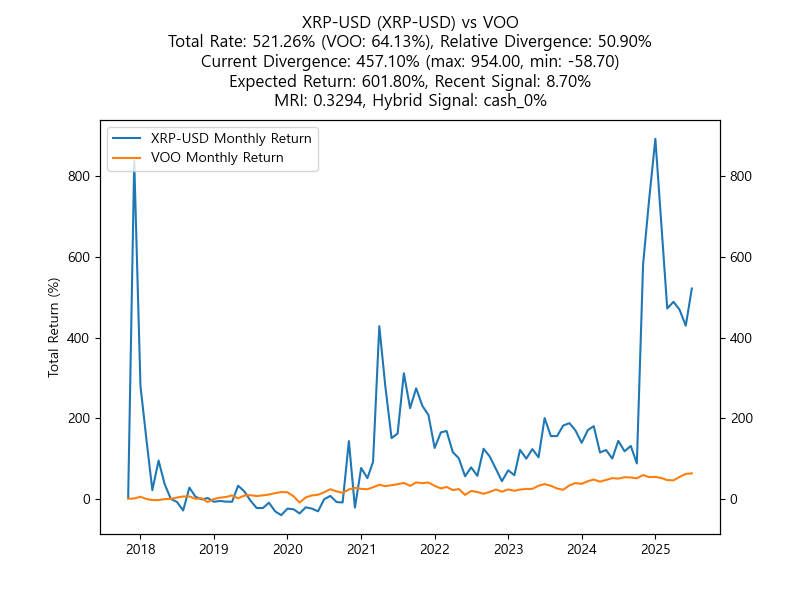 XRP-USD (XRP-USD) vs VOO
Total Rate: 521.26% (VOO: 64.13%), Relative Divergence: 50.90%
Current Divergence: 457.10% (max: 954.00, min: -58.70)
Expected Return: 601.80%, Recent Signal: 8.70%
MRI: 0.3294, Hybrid Signal: cash_0%
XRP-USD Monthly Return
VOO Monthly Return
Total Return (%)
800
600
400
200
0
800
600
400
200
0
2018 2019 2020 2021 2022 2023 2024 2025